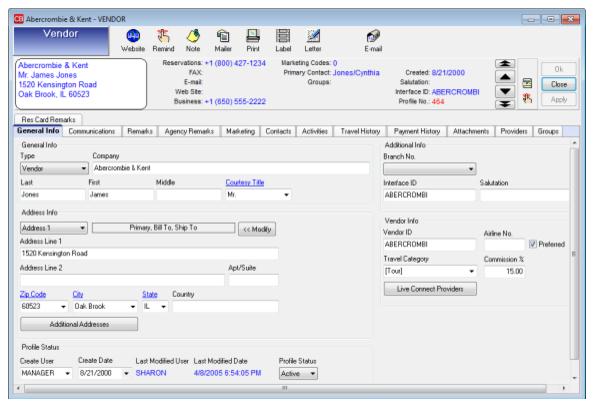 CB Abercrombie & Kent - VENDOR
Vendor
Website Remind Note Mailer Print Label Letter E-mail
Abercrombie & Kent
Mr. James Jones
1520 Kensington Road
Oak Brook, IL 60523
Reservations: +1 (800) 427-1234
FAX:
E-mail:
Web Site:
Business: +1 (650) 555-2222
Marketing Codes: 0
Primary Contact: Jones/Cynthia
Groups:
Created: 8/21/2000
Salutation:
Interface ID: ABERCROMBI
Profile No.: 464
Ok
Close
Apply
Res Card Remarks
General Info Communications Remarks Agency Remarks Marketing Contacts Activities Travel History Payment History Attachments Providers Groups
General Info
Type Company
Vendor Abercrombie & Kent
Last First Middle Courtesy Title
Jones James Mr.
Address Info
Address 1 Primary, Bill To, Ship To << Modify
Address Line 1
1520 Kensington Road
Address Line 2 Apt/Suite
Zip Code City State Country
60523 Oak Brook IL
Additional Addresses
Profile Status
Create User Create Date Last Modified User Last Modified Date Profile Status
MANAGER 8/21/2000 SHARON 4/8/2005 6:54:05 PM Active
Additional Info
Branch No.
Interface ID Salutation
ABERCROMBI
Vendor Info
Vendor ID Airline No.
ABERCROMBI Preferred
Travel Category Commission %
[Tour] 15.00
Live Connect Providers